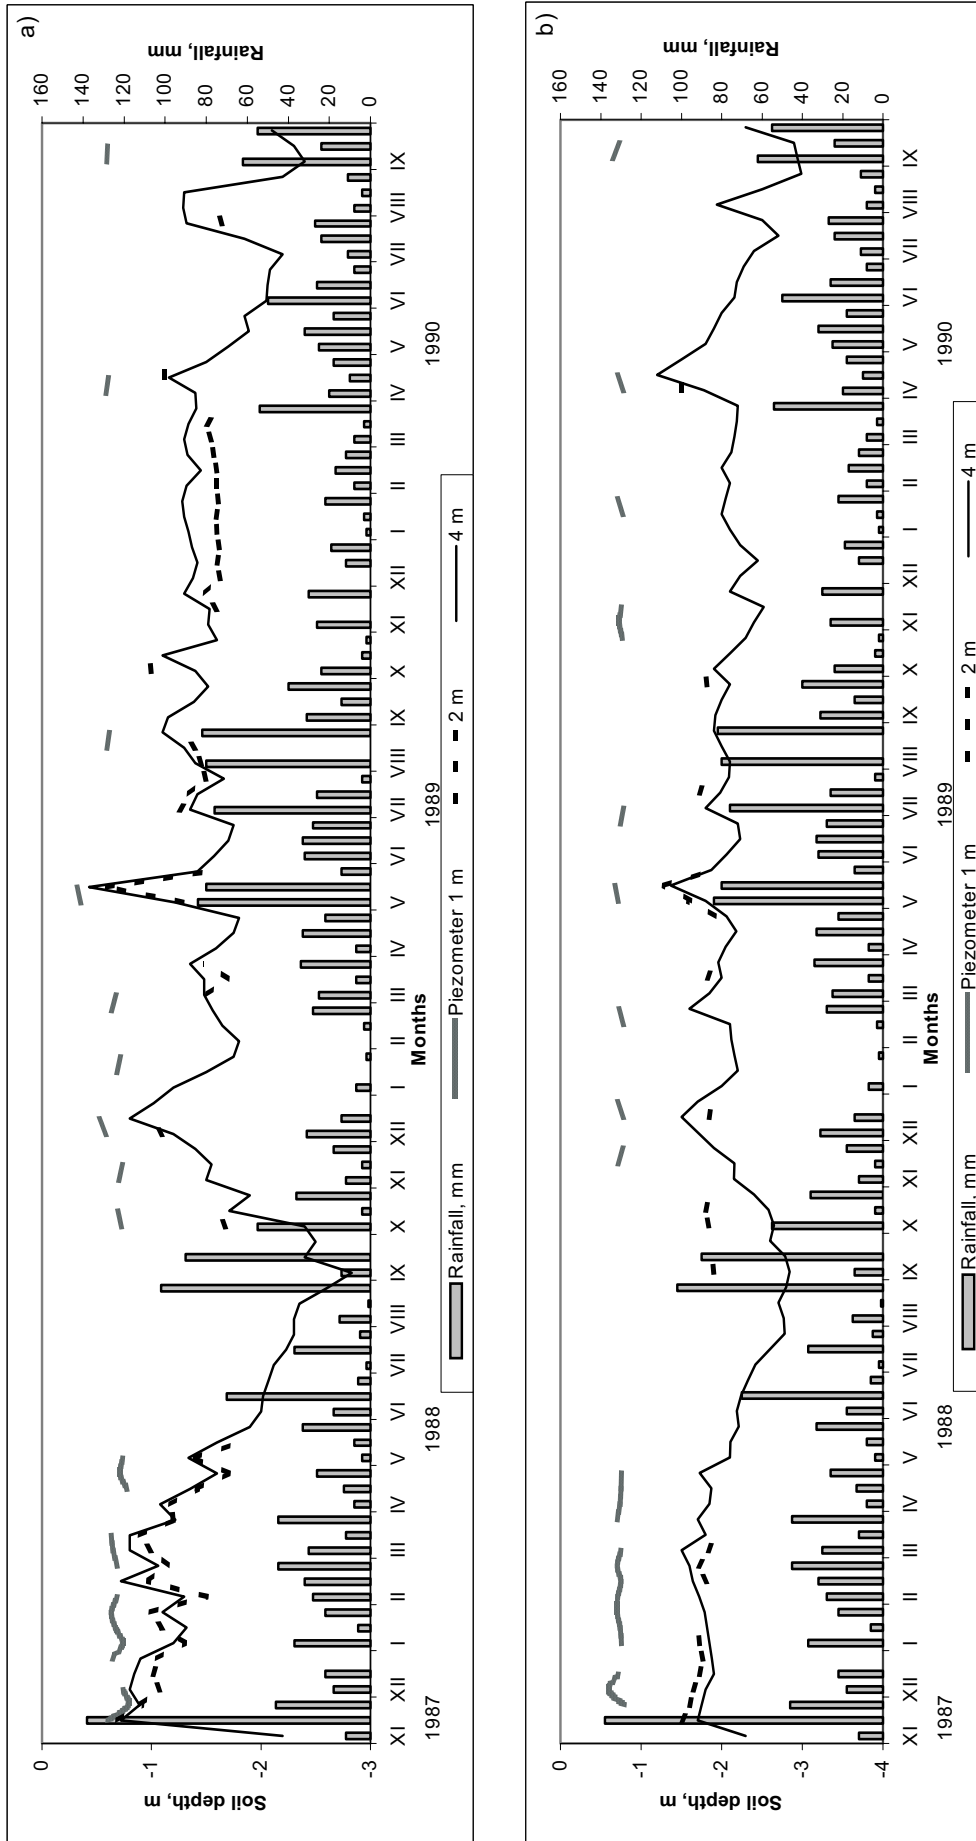 a)
Soil depth, m
0
-1
-2
-3
Rainfall, mm
160
140
120
100
80
60
40
20
0
XI XII I II III IV V VI VII VIII IX X XI XII I II III IV V VI VII VIII IX X XI XII I II III IV V VI VII VIII IX
1987 1988 1989 1990
Months
Rainfall, mm Piezometer 1 m 2 m 4 m
b)
Soil depth, m
0
-1
-2
-3
-4
Rainfall, mm
160
140
120
100
80
60
40
20
0
XI XII I II III IV V VI VII VIII IX X XI XII I II III IV V VI VII VIII IX X XI XII I II III IV V VI VII VIII IX
1987 1988 1989 1990
Months
Rainfall, mm Piezometer 1 m 2 m 4 m